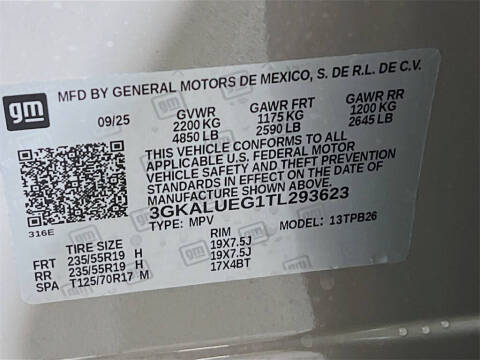 gm MFD BY GENERAL MOTORS DE MEXICO, S. DE R.L. DE C.V.
09/25 GVWR GAWR FRT GAWR RR
2200 KG 1175 KG 1200 KG
4850 LB 2590 LB 2645 LB
THIS VEHICLE CONFORMS TO ALL
APPLICABLE U.S. FEDERAL MOTOR
VEHICLE SAFETY AND THEFT PREVENTION
STANDARDS IN EFFECT ON THE DATE OF
MANUFACTURE SHOWN ABOVE.
3GKALUEG1TL293623
316E
TYPE: MPV MODEL: 13TPB26
TIRE SIZE RIM
FRT 235/55R19 H 19X7.5J
RR 235/55R19 H 19X7.5J
SPA T125/70R17 M 17X4BT